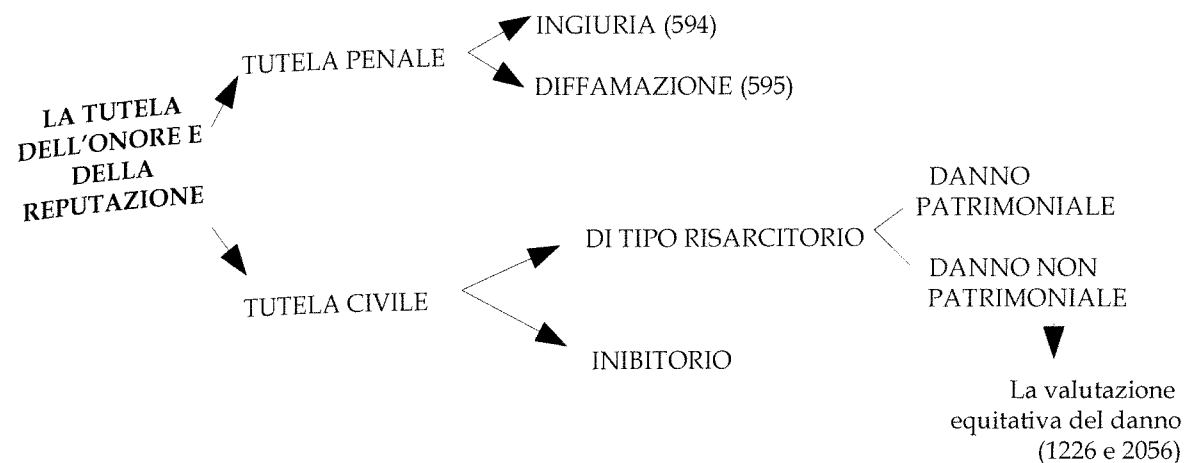 INGIURIA (594)
TUTELA PENALE
DIFFAMAZIONE (595)
LA TUTELA
DELL'ONORE E
DELLA
REPUTAZIONE
DANNO
PATRIMONIALE
DI TIPO RISARCITORIO
DANNO NON
PATRIMONIALE
TUTELA CIVILE
INIBITORIO
La valutazione
equitativa del danno
(1226 e 2056)